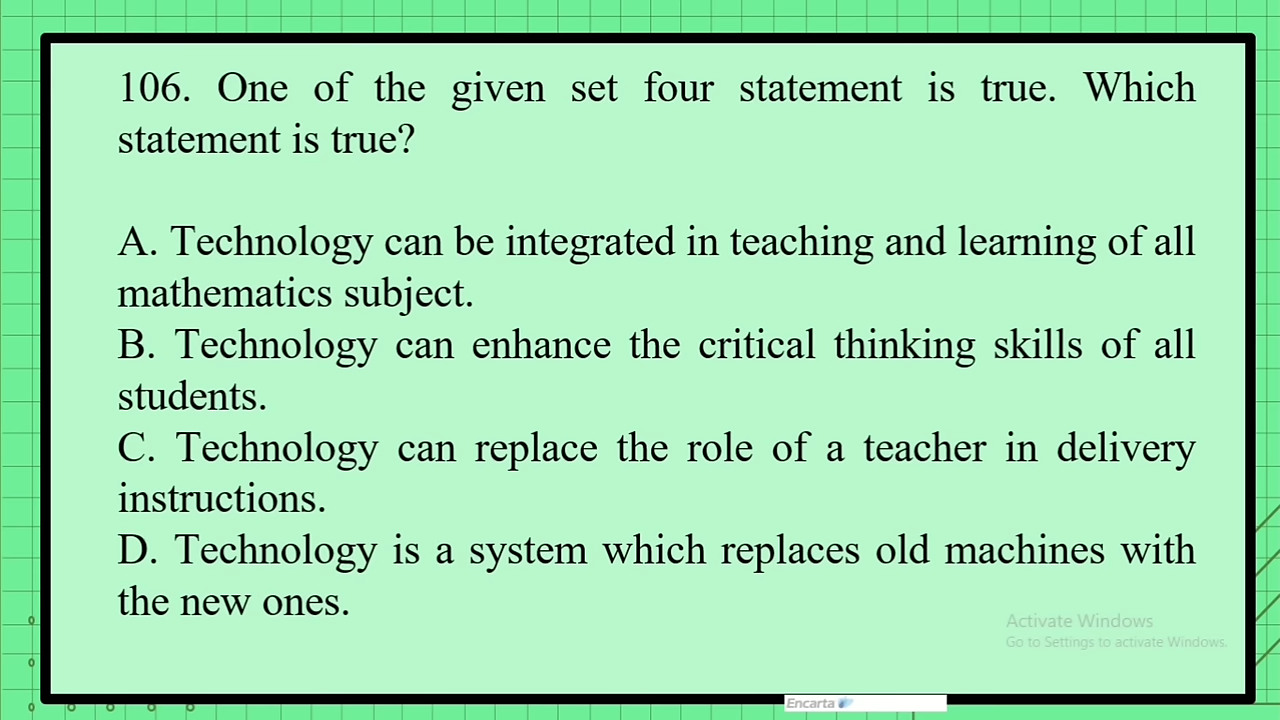 106. One of the given set four statement is true. Which
statement is true?
A. Technology can be integrated in teaching and learning of all
mathematics subject.
B. Technology can enhance the critical thinking skills of all
students.
C. Technology can replace the role of a teacher in delivery
instructions.
D. Technology is a system which replaces old machines with
the new ones.
Activate Windows
Go to Settings to activate Windows.
Encarta